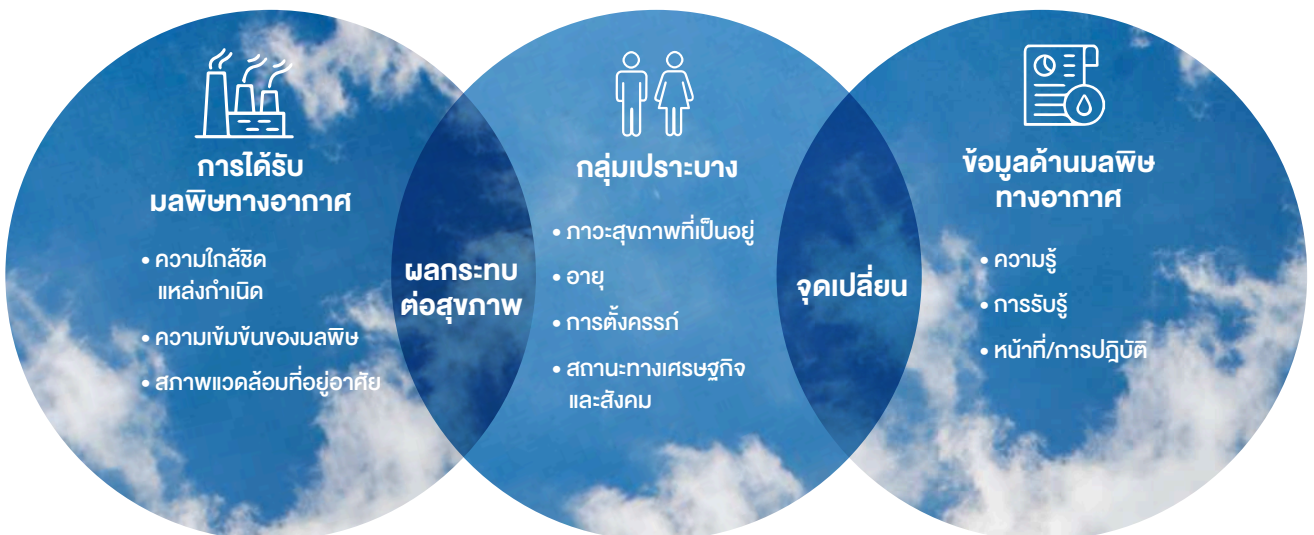 การได้รับ
มลพิษทางอากาศ
• ความใกล้ชิด
แหล่งกำเนิด
• ความเข้มข้นของมลพิษ
• สภาพแวดล้อมที่อยู่อาศัย
ผลกระทบ
ต่อสุขภาพ
กลุ่มเปราะบาง
• ภาวะสุขภาพที่เป็นอยู่
• อายุ
• การตั้งครรภ์
• สถานะทางเศรษฐกิจ
และสังคม
จุดเปลี่ยน
ข้อมูลด้านมลพิษ
ทางอากาศ
• ความรู้
• การรับรู้
• หน้าที่/การปฏิบัติ